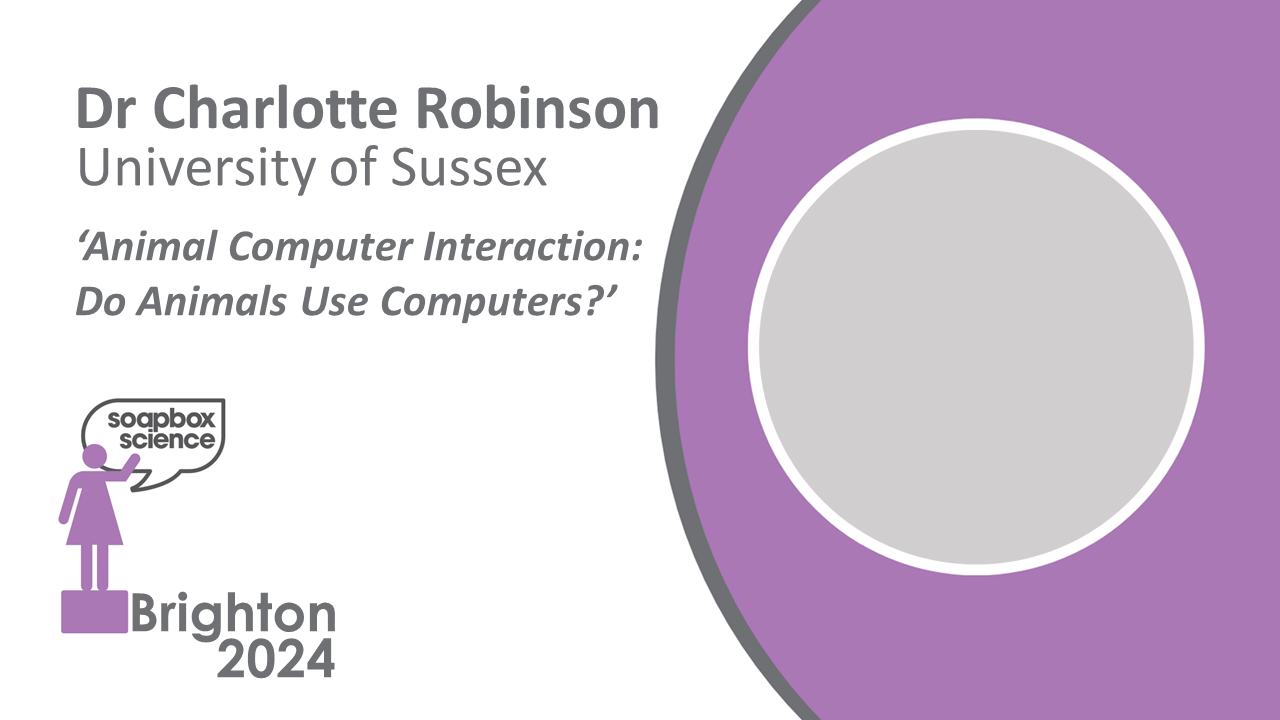 Dr Charlotte Robinson
University of Sussex
‘Animal Computer Interaction:
Do Animals Use Computers?’
soapbox
science
Brighton
2024